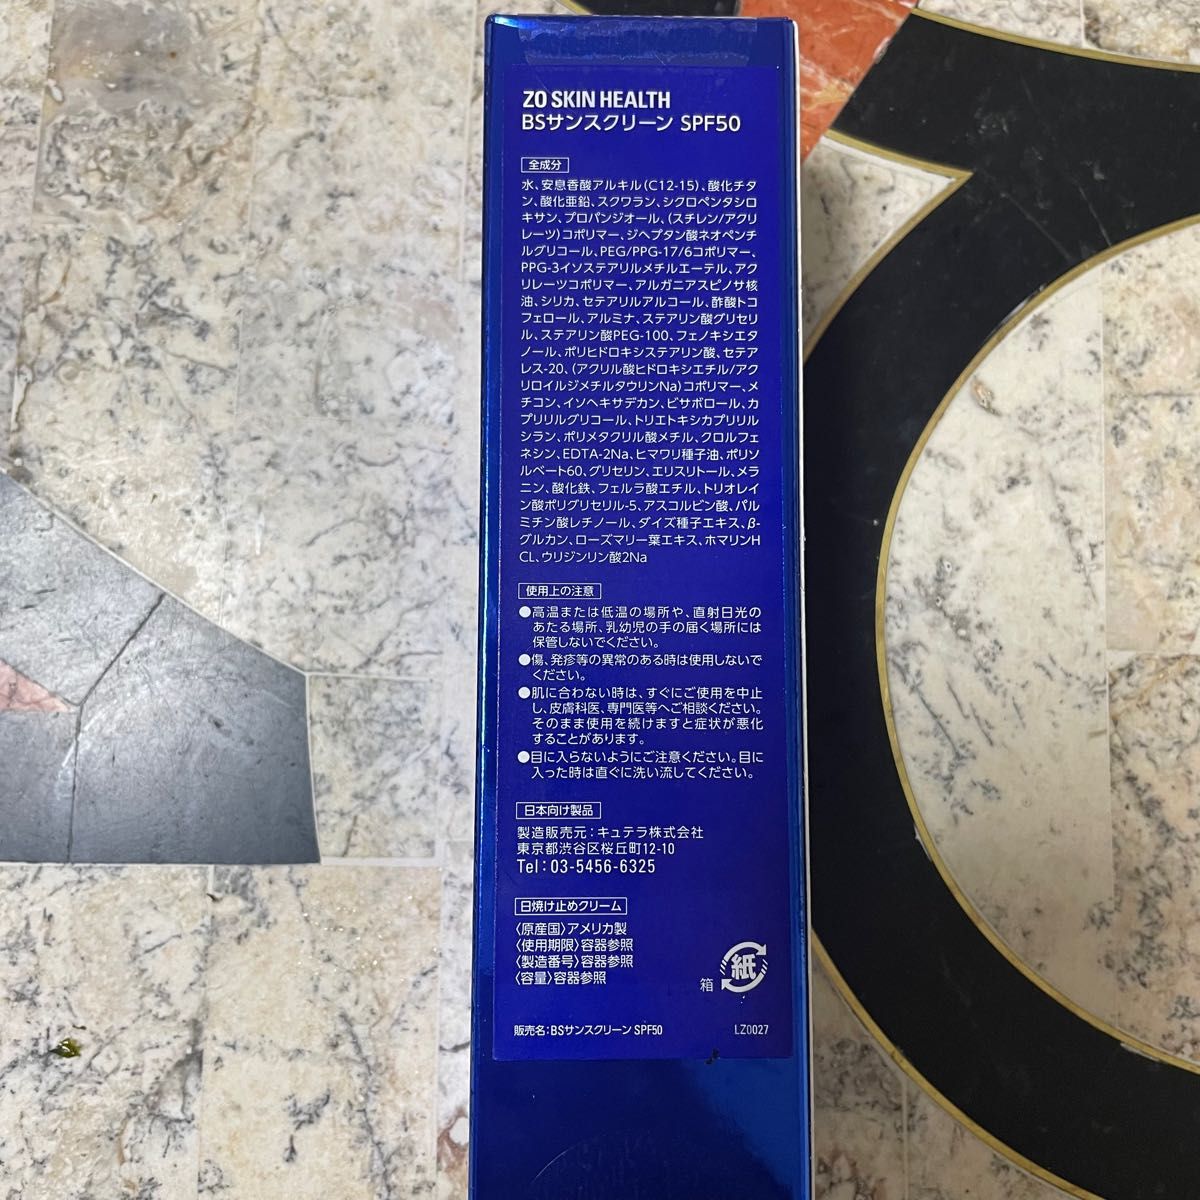 ZO SKIN HEALTH
BSサンスクリーン SPF50
全成分
水、安息香酸アルキル(C12-15)、酸化チタ
ン、酸化亜鉛、スクワラン、シクロペンタシロ
キサン、プロパンジオール、(スチレン/アクリ
レーツ)コポリマー、ジヘプタン酸ネオペンチ
ルグリコール、PEG/PPG-17/6コポリマー、
PPG-3イソステアリルメチルエーテル、アク
リレーツコポリマー、アルガニアスピノサ核
油、シリカ、セテアリルアルコール、酢酸トコ
フェロール、アルミナ、ステアリン酸グリセリ
ル、ステアリン酸PEG-100、フェノキシエタ
ノール、ポリヒドロキシステアリン酸、セテア
レス-20、(アクリル酸ヒドロキシエチル/アク
リロイルジメチルタウリンNa)コポリマー、メ
チコン、イソヘキサデカン、ビサボロール、カ
プリリルグリコール、トリエトキシカプリリル
シラン、ポリメタクリル酸メチル、クロルフェ
ネシン、EDTA-2Na、ヒマワリ種子油、ポリソ
ルベート60、グリセリン、エリスリトール、メラ
ニン、酸化鉄、フェルラ酸エチル、トリオレイ
ン酸ポリグリセリル-5、アスコルビン酸、パル
ミチン酸レチノール、ダイズ種子エキス、β-
グルカン、ローズマリー葉エキス、ホマリンH
CL、ウリジンリン酸2Na
使用上の注意
●高温または低温の場所や、直射日光の
あたる場所、乳幼児の手の届く場所には
保管しないでください。
●傷、発疹等の異常のある時は使用しないで
ください。
●肌に合わない時は、すぐにご使用を中止
し、皮膚科医、専門医等へご相談ください。
そのまま使用を続けますと症状が悪化
することがあります。
●目に入らないようにご注意ください。目に
入った時は直ぐに洗い流してください。
日本向け製品
製造販売元：キュテラ株式会社
東京都渋谷区桜丘町12-10
Tel：03-5456-6325
日焼け止めクリーム
〈原産国〉アメリカ製
〈使用期限〉容器参照
〈製造番号〉容器参照
〈容量〉容器参照
箱
紙
販売名：BSサンスクリーン SPF50
LZ0027